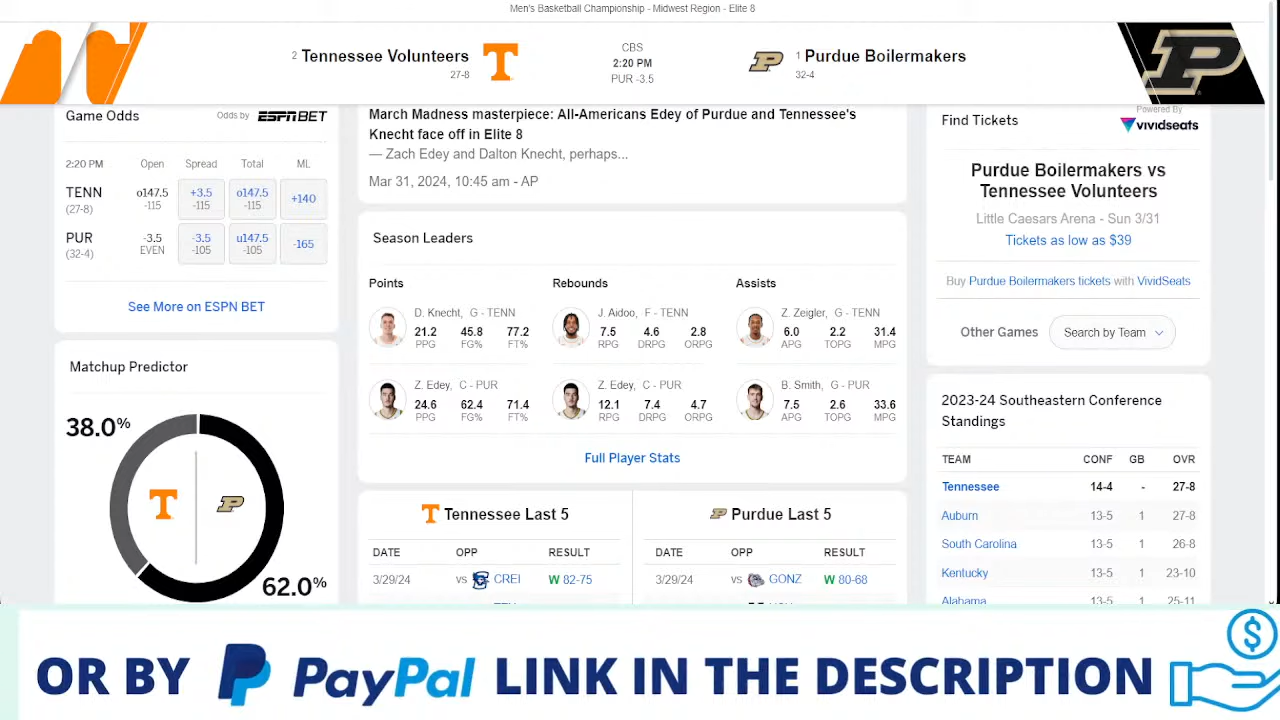 Men's Basketball Championship - Midwest Region - Elite 8
2 Tennessee Volunteers
27-8
T
CBS
2:20 PM
PUR -3.5
P
1 Purdue Boilermakers
32-4
P
Game Odds
Odds by ESPN BET
2:20 PM Open Spread Total ML
TENN
(27-8)
o147.5
-115
+3.5
-115
o147.5
-115
+140
PUR
(32-4)
-3.5
EVEN
-3.5
-105
u147.5
-105
-165
See More on ESPN BET
Matchup Predictor
38.0%
T
P
62.0%
March Madness masterpiece: All-Americans Edey of Purdue and Tennessee's
Knecht face off in Elite 8
— Zach Edey and Dalton Knecht, perhaps...
Mar 31, 2024, 10:45 am - AP
Season Leaders
Points Rebounds Assists
D. Knecht, G - TENN
21.2 45.8 77.2
PPG FG% FT%
J. Aidoo, F - TENN
7.5 4.6 2.8
RPG DRPG ORPG
Z. Zeigler, G - TENN
6.0 2.2 31.4
APG TOPG MPG
Z. Edey, C - PUR
24.6 62.4 71.4
PPG FG% FT%
Z. Edey, C - PUR
12.1 7.4 4.7
RPG DRPG ORPG
B. Smith, G - PUR
7.5 2.6 33.6
APG TOPG MPG
Full Player Stats
T Tennessee Last 5
DATE OPP RESULT
3/29/24 vs CREI W 82-75
P Purdue Last 5
DATE OPP RESULT
3/29/24 vs GONZ W 80-68
Find Tickets
Powered By
vividseats
Purdue Boilermakers vs
Tennessee Volunteers
Little Caesars Arena - Sun 3/31
Tickets as low as $39
Buy Purdue Boilermakers tickets with VividSeats
Other Games Search by Team
2023-24 Southeastern Conference
Standings
TEAM CONF GB OVR
Tennessee 14-4 - 27-8
Auburn 13-5 1 27-8
South Carolina 13-5 1 26-8
Kentucky 13-5 1 23-10
Alabama 13-5 1 25-11
OR BY PayPal LINK IN THE DESCRIPTION
$